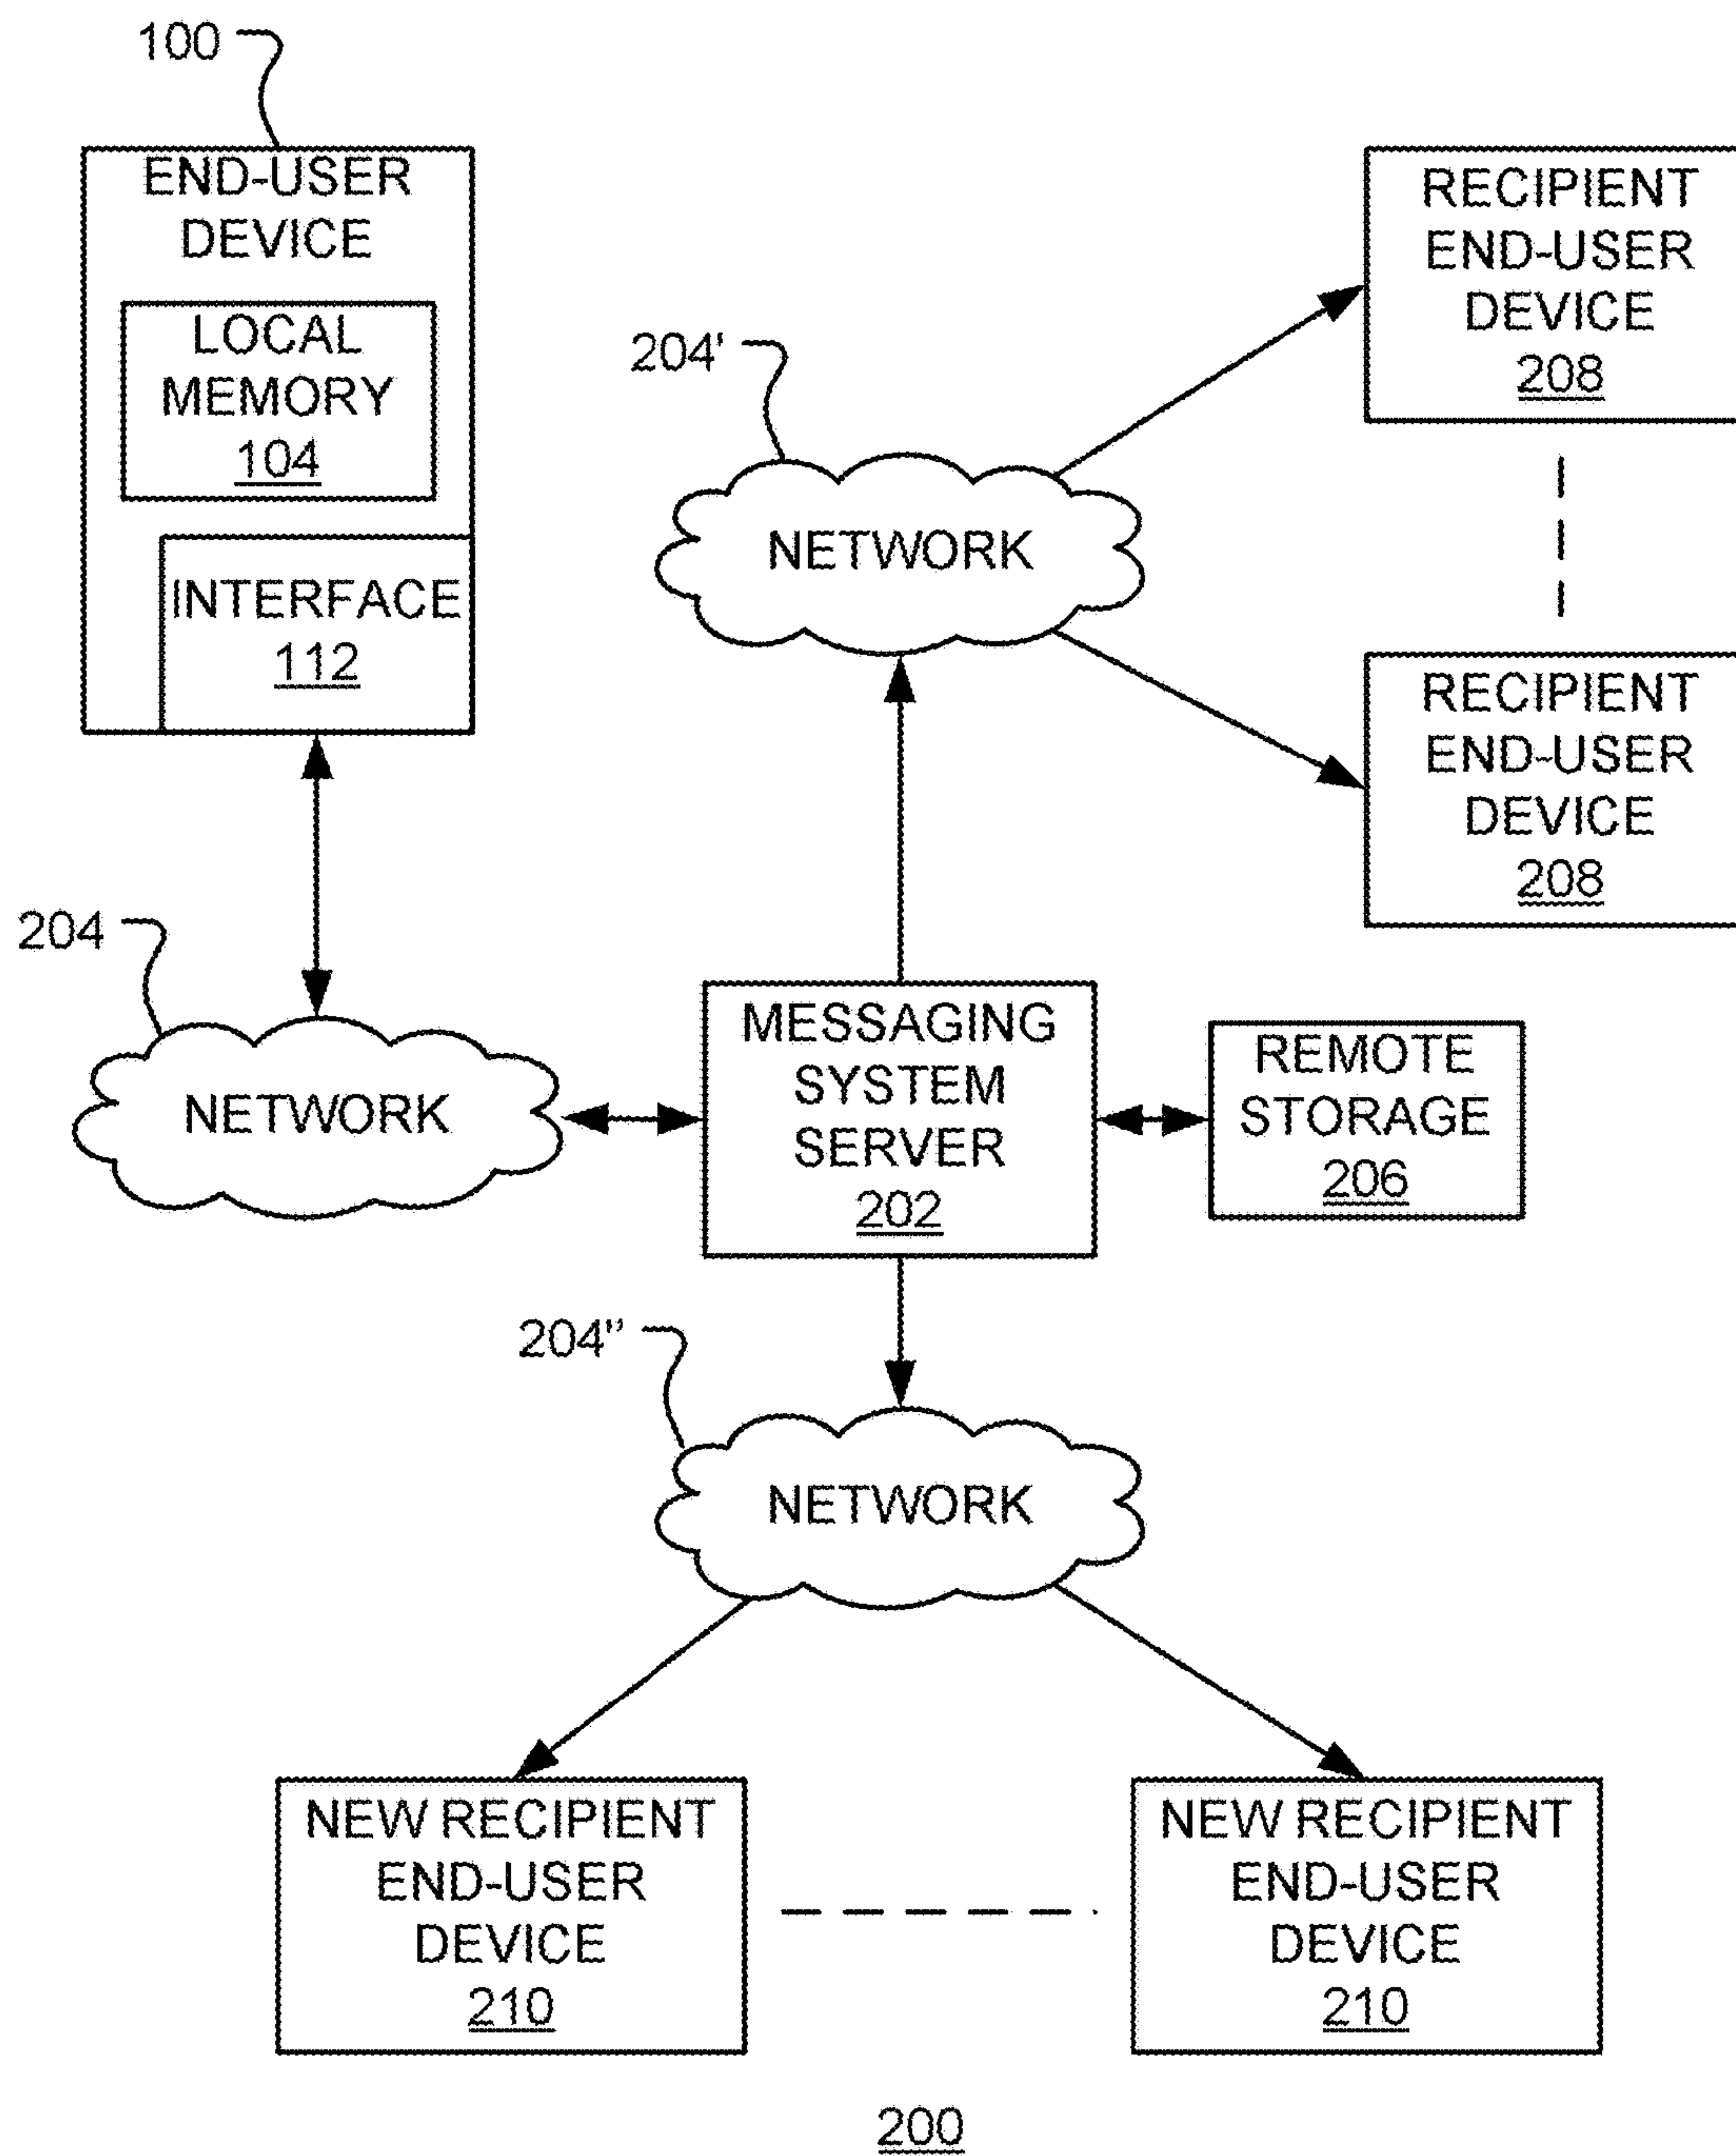 100
END-USER
DEVICE
LOCAL
MEMORY
104
INTERFACE
112
204'
NETWORK
RECIPIENT
END-USER
DEVICE
208
RECIPIENT
END-USER
DEVICE
208
204
NETWORK
MESSAGING
SYSTEM
SERVER
202
REMOTE
STORAGE
206
204”
NETWORK
NEW RECIPIENT
END-USER
DEVICE
210
NEW RECIPIENT
END-USER
DEVICE
210
200